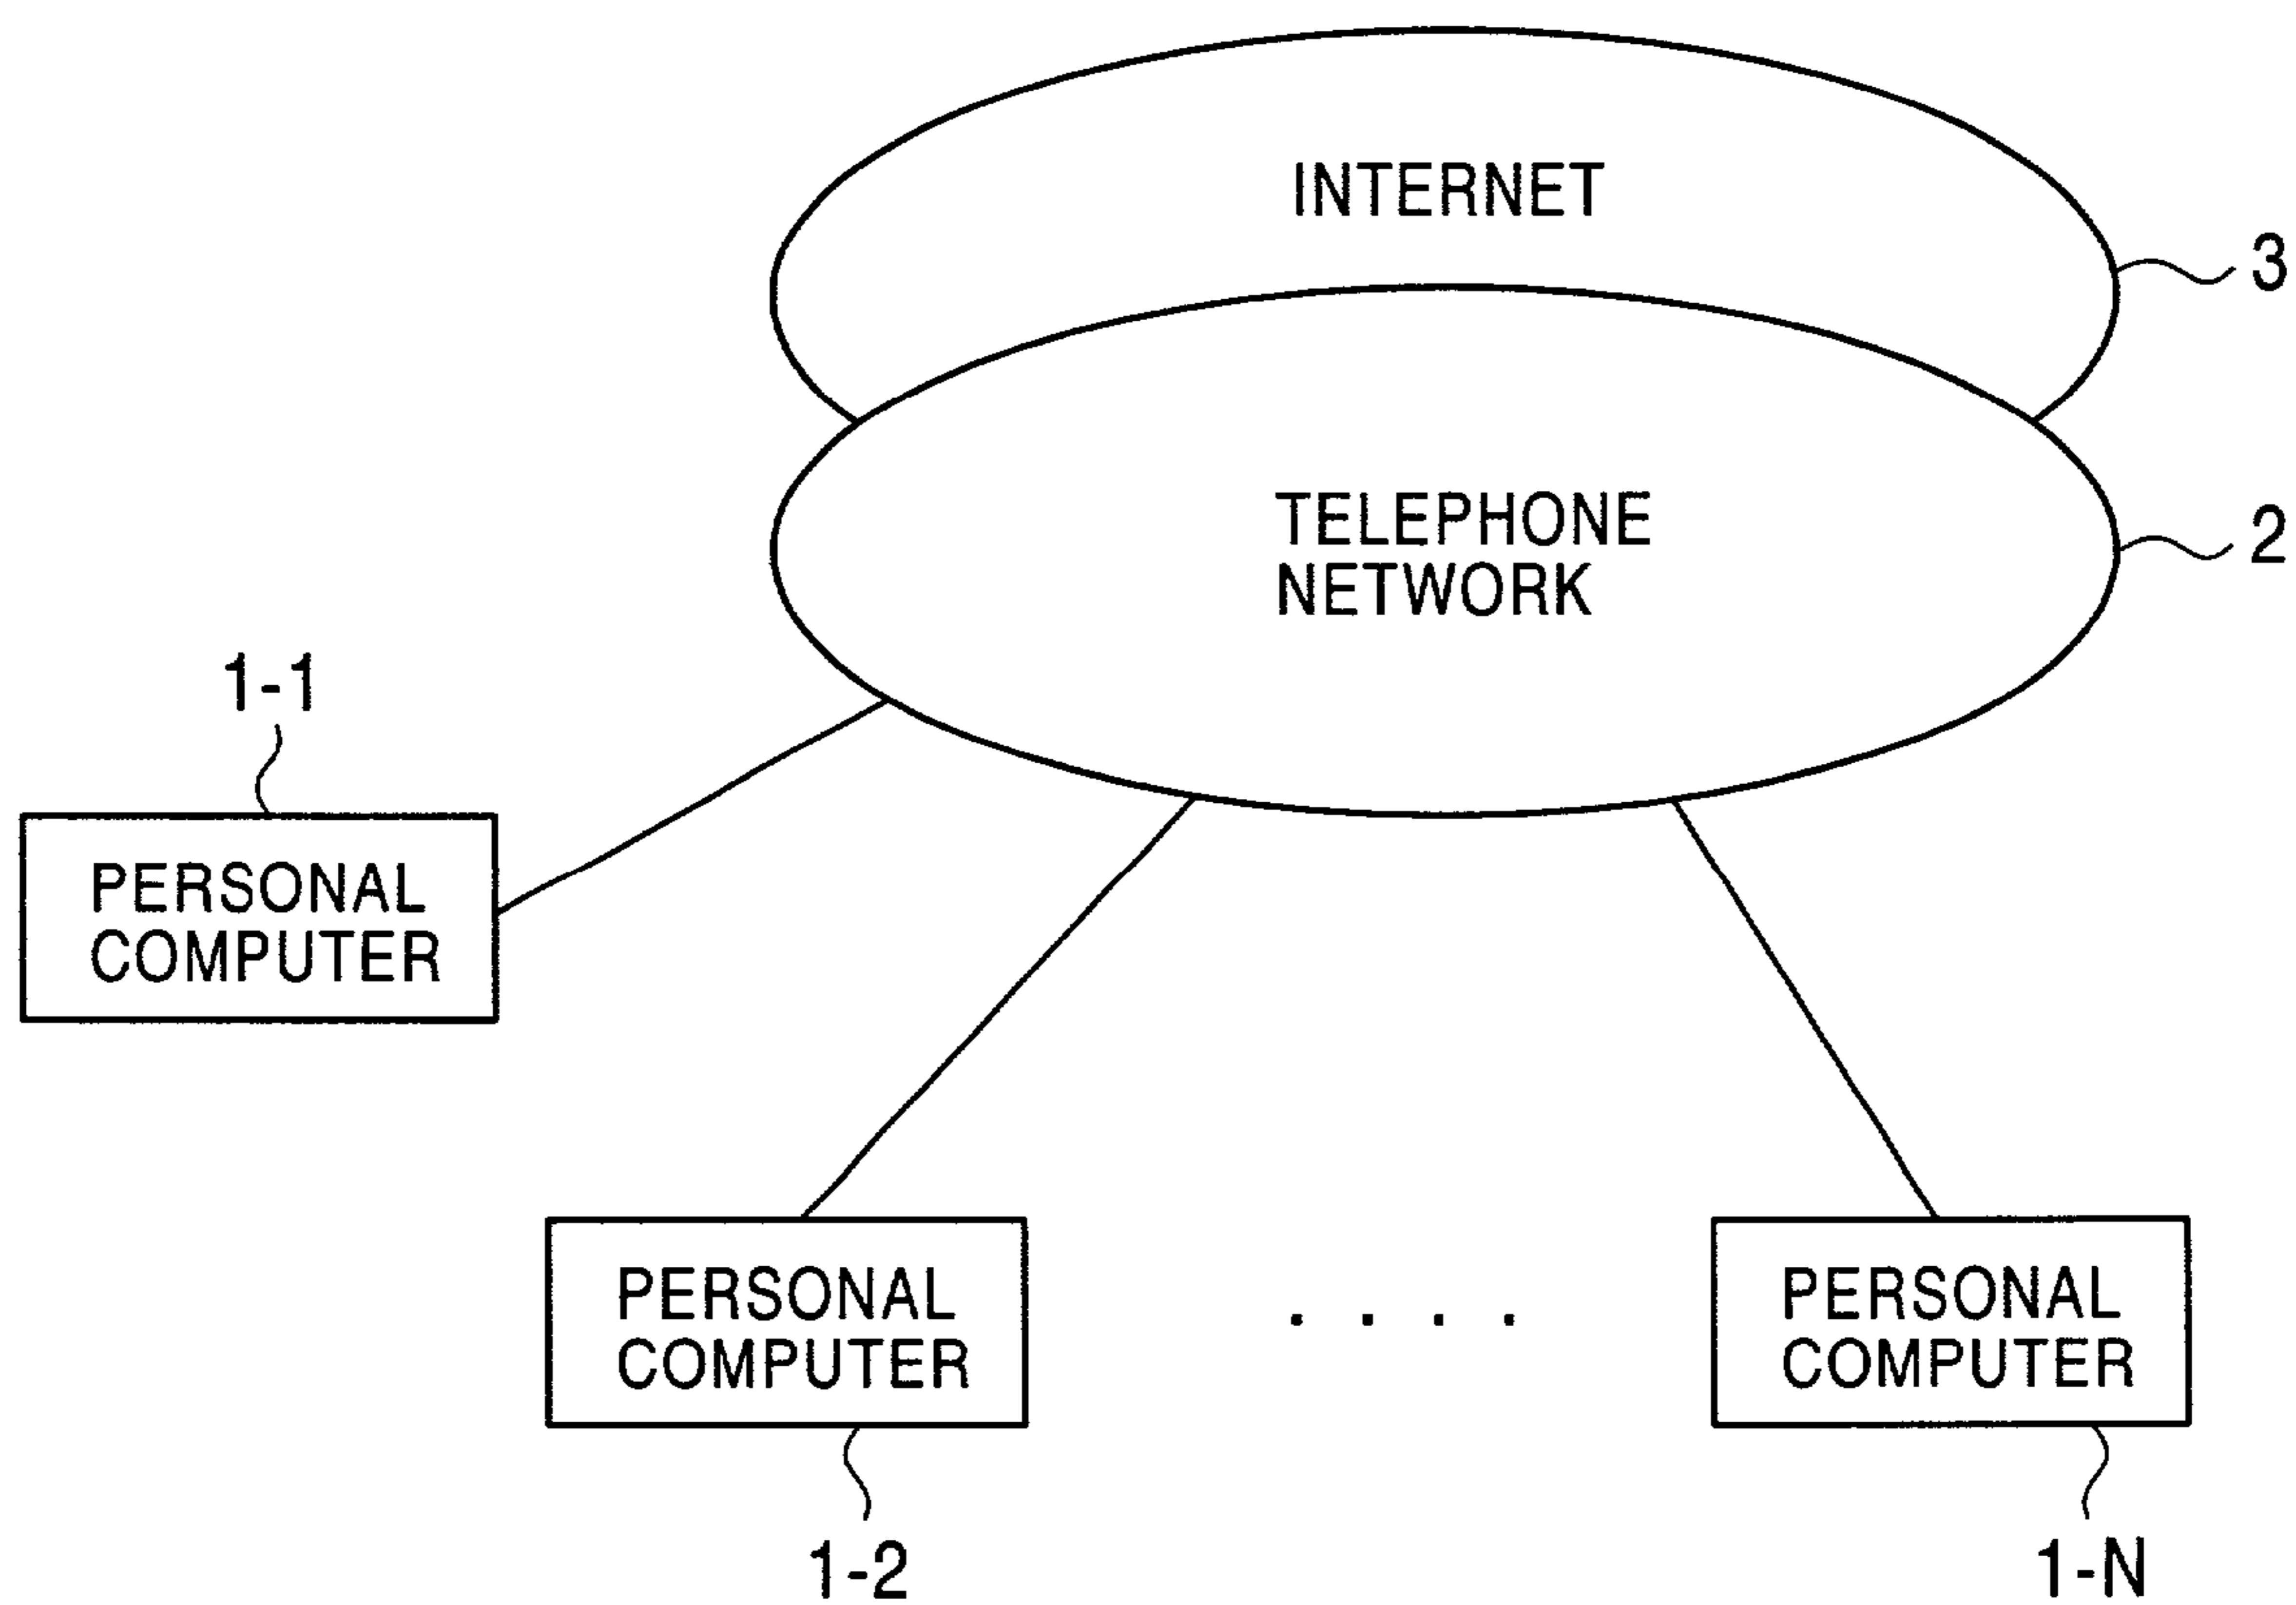 INTERNET
3
TELEPHONE
NETWORK
2
1-1
PERSONAL
COMPUTER
PERSONAL
COMPUTER
. . . .
PERSONAL
COMPUTER
1-2
1-N